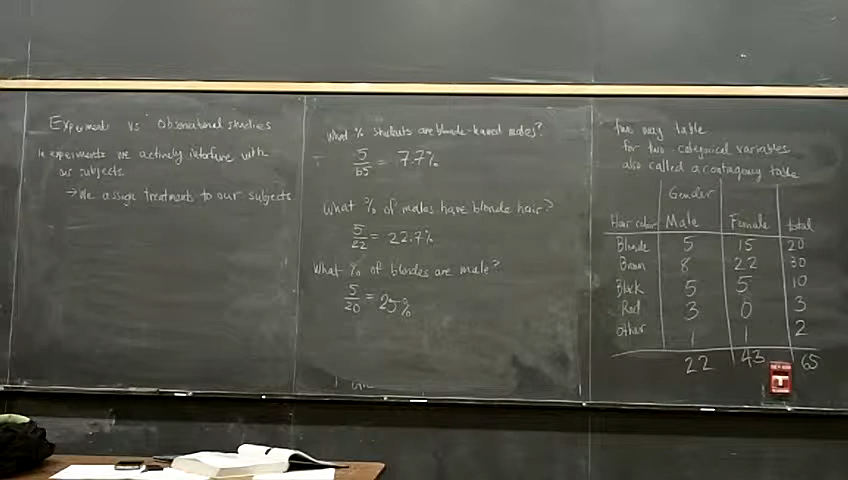 Experiments vs Observational studies
In experiments we actively interfere with
our subjects.
→ We assign treatments to our subjects
What % students are blonde-haired males?
5/65 = 7.7%
What % of males have blonde hair?
5/22 = 22.7%
What % of blondes are male?
5/20 = 25%
two way table
for two categorical variables
also called a contingency table
Gender
Hair color Male Female total
Blonde 5 15 20
Brown 8 22 30
Black 5 5 10
Red 3 0 3
Other 1 1 2
22 43 65